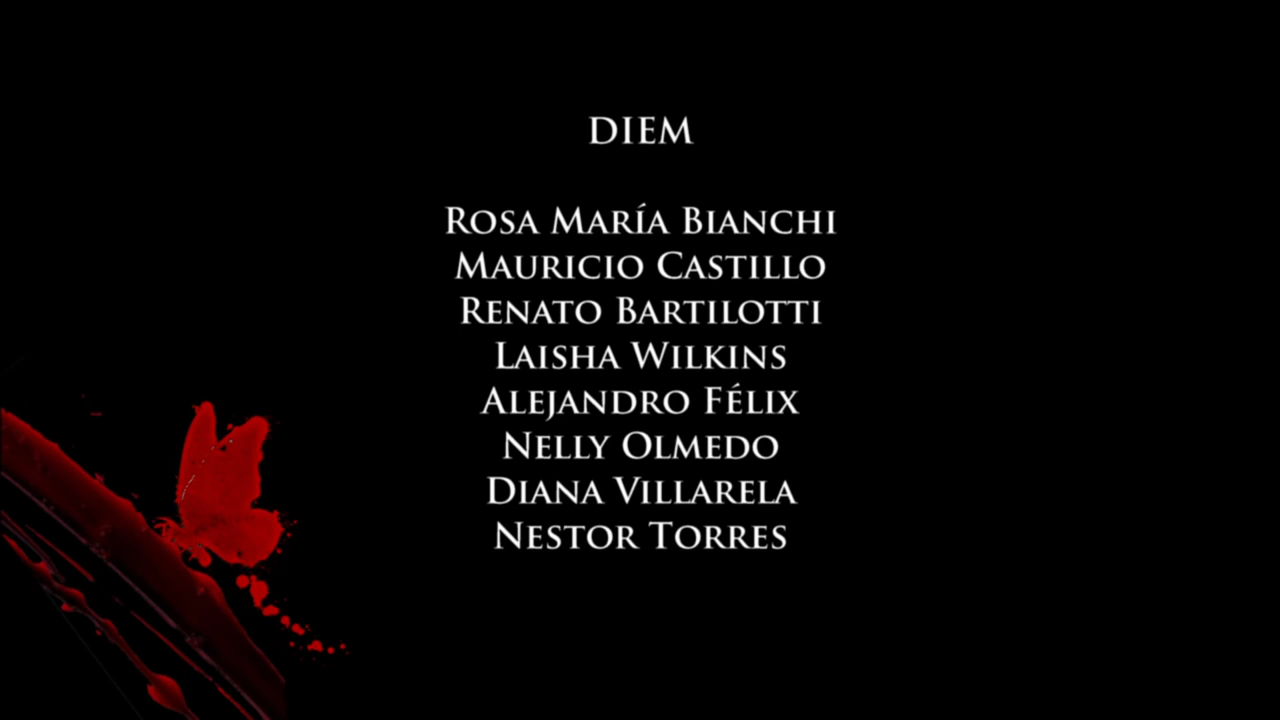 DIEM
ROSA MARÍA BIANCHI
MAURICIO CASTILLO
RENATO BARTILOTTI
LAISHA WILKINS
ALEJANDRO FÉLIX
NELLY OLMEDO
DIANA VILLARELA
NESTOR TORRES